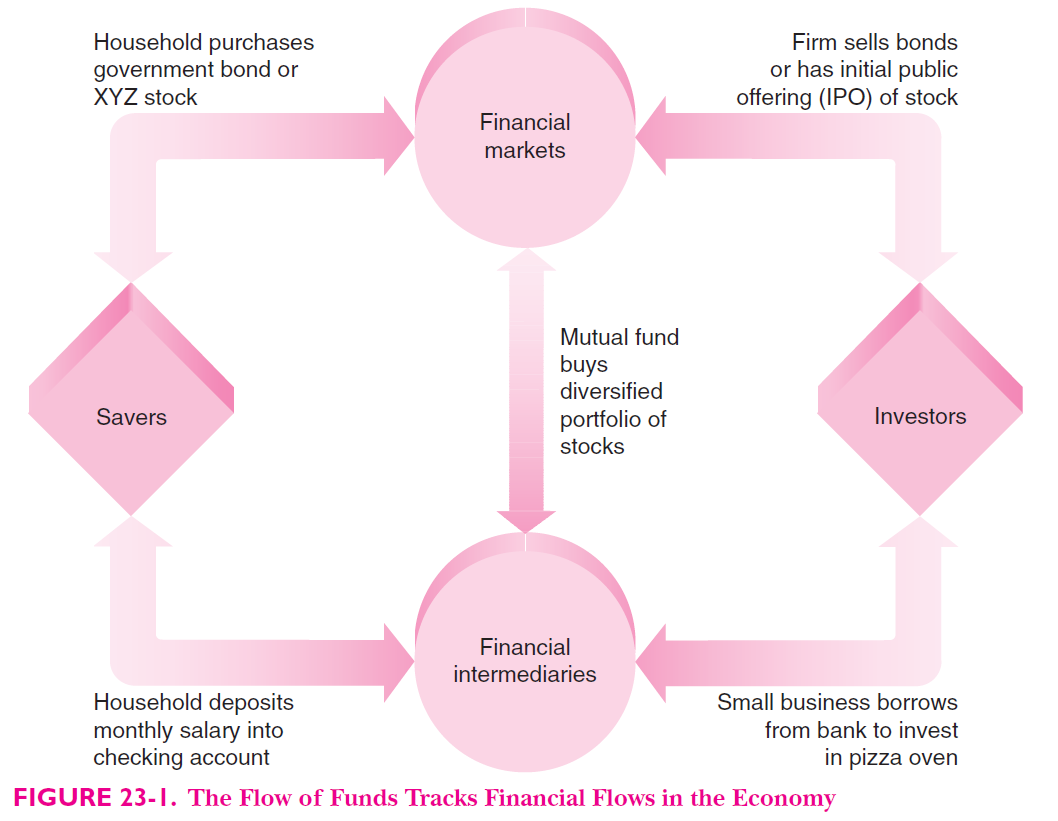 Household purchases
government bond or
XYZ stock
Firm sells bonds
or has initial public
offering (IPO) of stock
Financial
markets
Mutual fund
buys
diversified
portfolio of
stocks
Savers
Investors
Financial
intermediaries
Household deposits
monthly salary into
checking account
Small business borrows
from bank to invest
in pizza oven
FIGURE 23-1. The Flow of Funds Tracks Financial Flows in the Economy